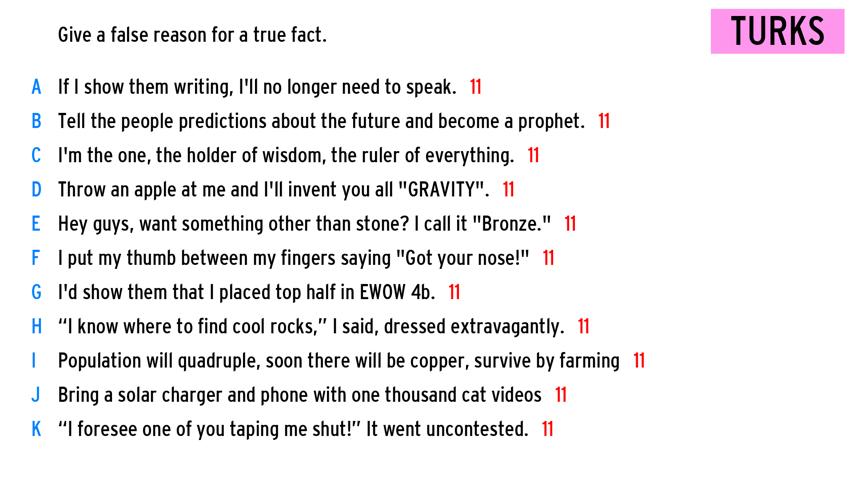 Give a false reason for a true fact.
TURKS
A If I show them writing, I'll no longer need to speak. 11
B Tell the people predictions about the future and become a prophet. 11
C I'm the one, the holder of wisdom, the ruler of everything. 11
D Throw an apple at me and I'll invent you all "GRAVITY". 11
E Hey guys, want something other than stone? I call it "Bronze." 11
F I put my thumb between my fingers saying "Got your nose!" 11
G I'd show them that I placed top half in EWOW 4b. 11
H “I know where to find cool rocks,” I said, dressed extravagantly. 11
I Population will quadruple, soon there will be copper, survive by farming 11
J Bring a solar charger and phone with one thousand cat videos 11
K “I foresee one of you taping me shut!” It went uncontested. 11